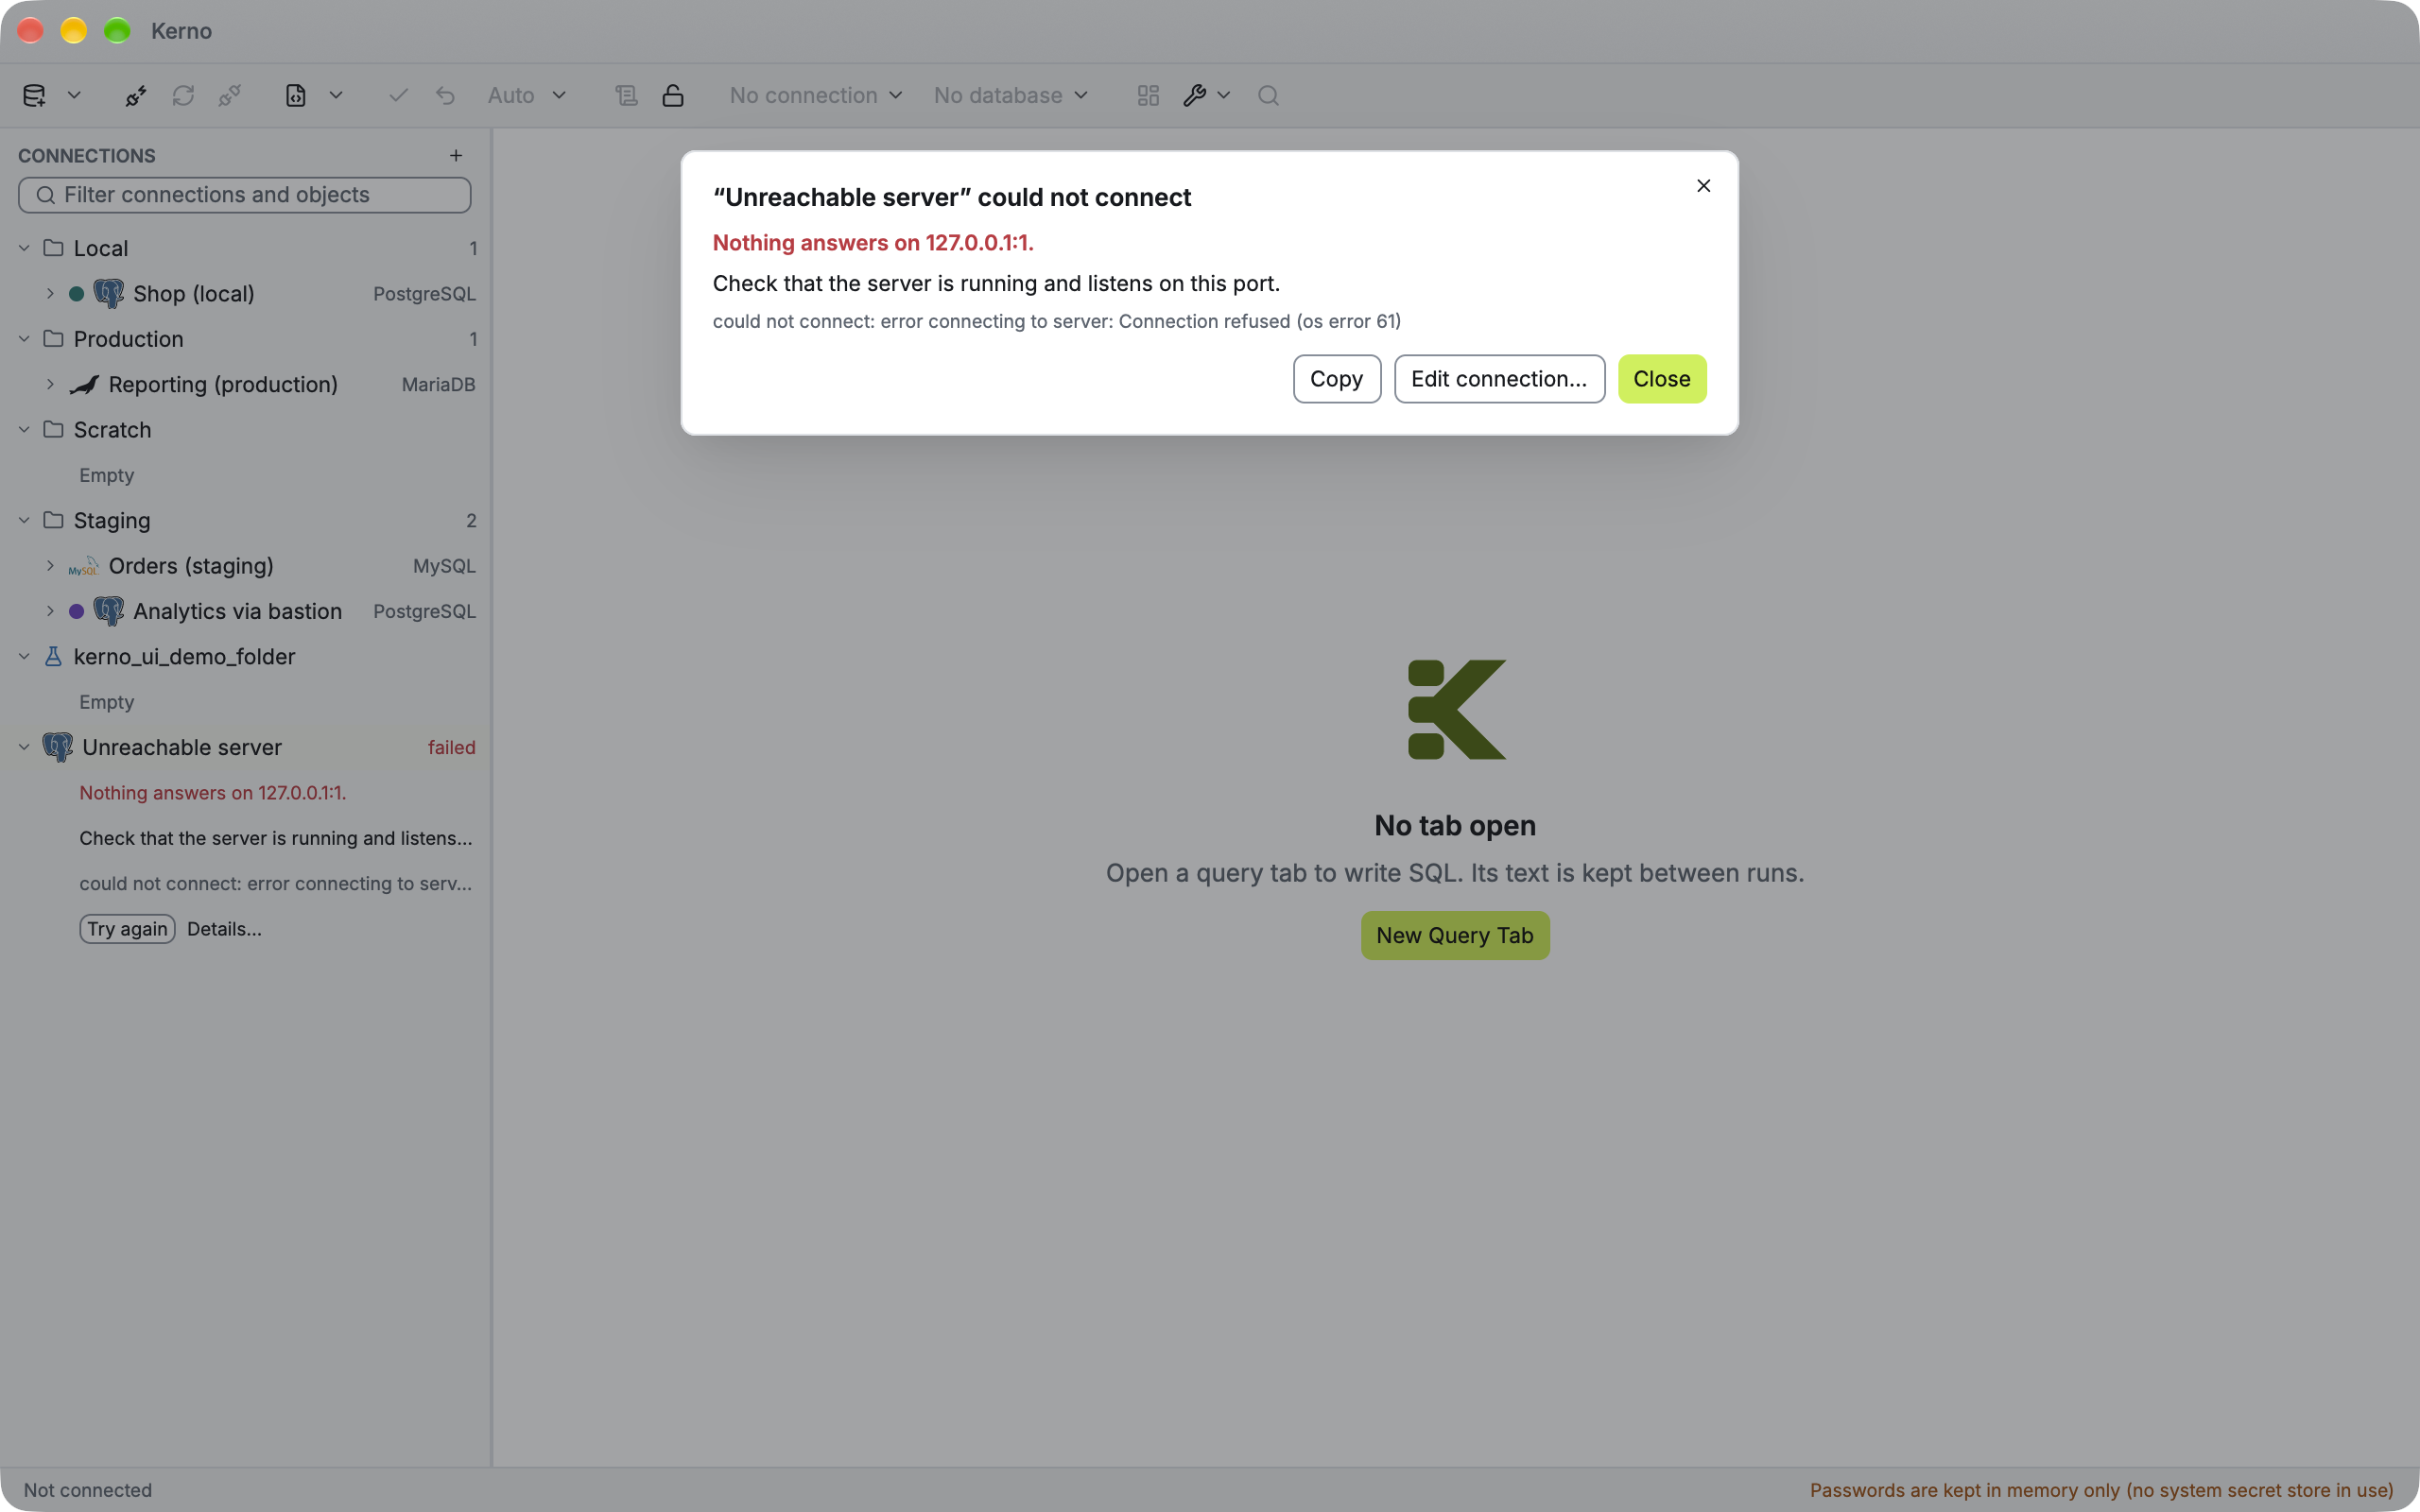 Kerno
Auto
No connection
No database
CONNECTIONS
Filter connections and objects
Local 1
Shop (local) PostgreSQL
Production 1
Reporting (production) MariaDB
Scratch
Empty
Staging 2
MySQL Orders (staging) MySQL
Analytics via bastion PostgreSQL
kerno_ui_demo_folder
Empty
Unreachable server failed
Nothing answers on 127.0.0.1:1.
Check that the server is running and listens...
could not connect: error connecting to serv...
Try again Details...
“Unreachable server” could not connect
Nothing answers on 127.0.0.1:1.
Check that the server is running and listens on this port.
could not connect: error connecting to server: Connection refused (os error 61)
Copy Edit connection... Close
No tab open
Open a query tab to write SQL. Its text is kept between runs.
New Query Tab
Not connected
Passwords are kept in memory only (no system secret store in use)